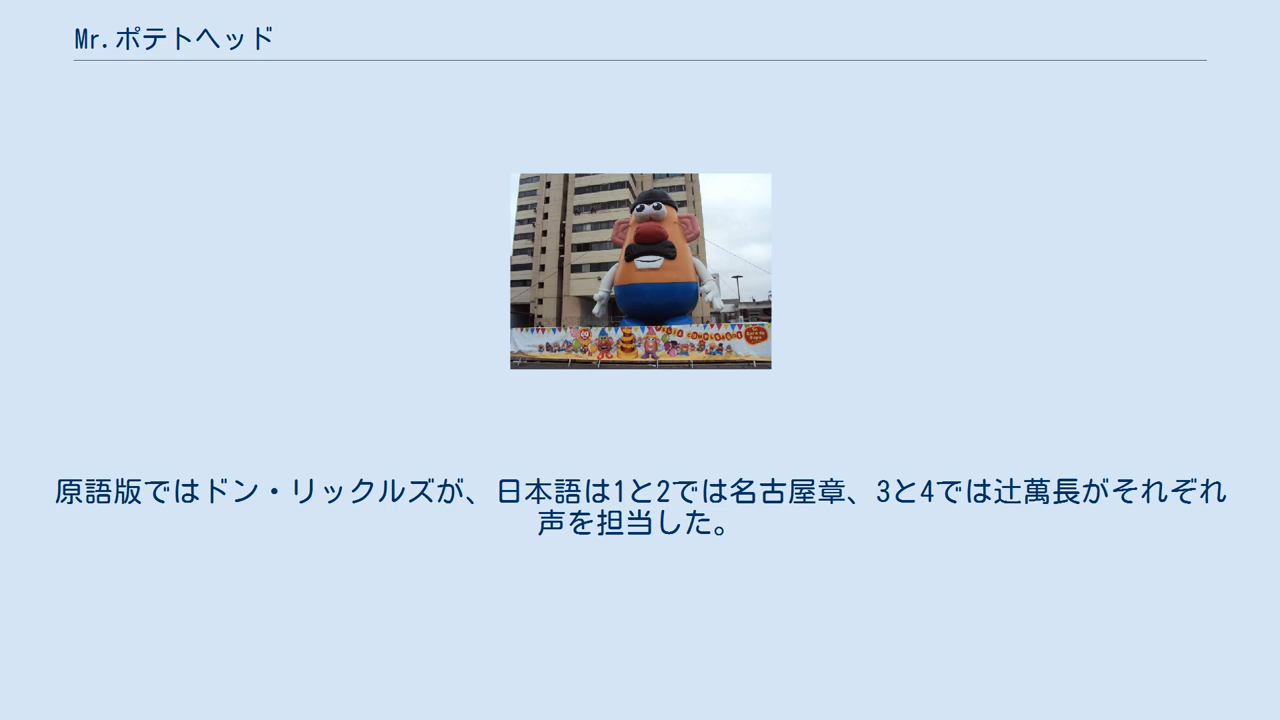 Mr.ポテトヘッド
原語版ではドン・リックルズが、日本語は1と2では名古屋章、3と4では辻萬長がそれぞれ
声を担当した。